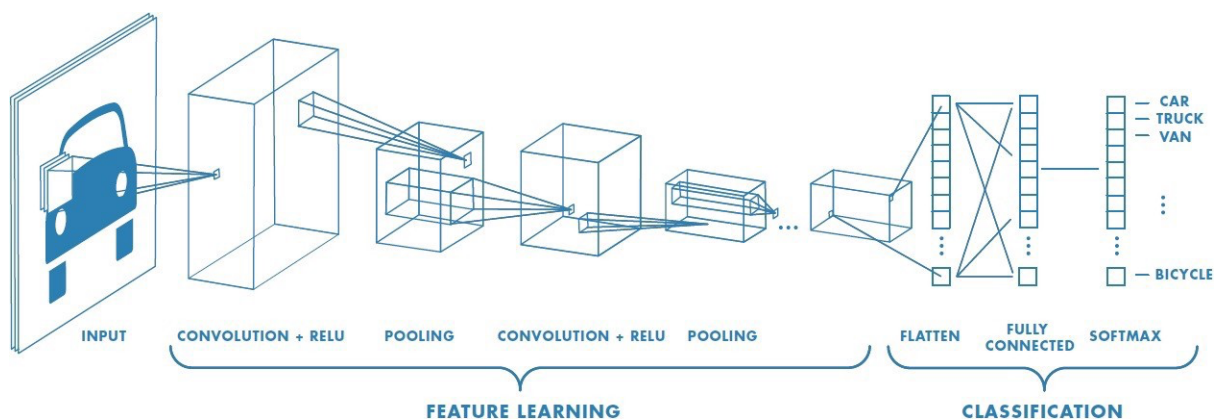 CAR
TRUCK
VAN
BICYCLE
INPUT
CONVOLUTION + RELU
POOLING
CONVOLUTION + RELU
POOLING
FLATTEN
FULLY
CONNECTED
SOFTMAX
FEATURE LEARNING
CLASSIFICATION